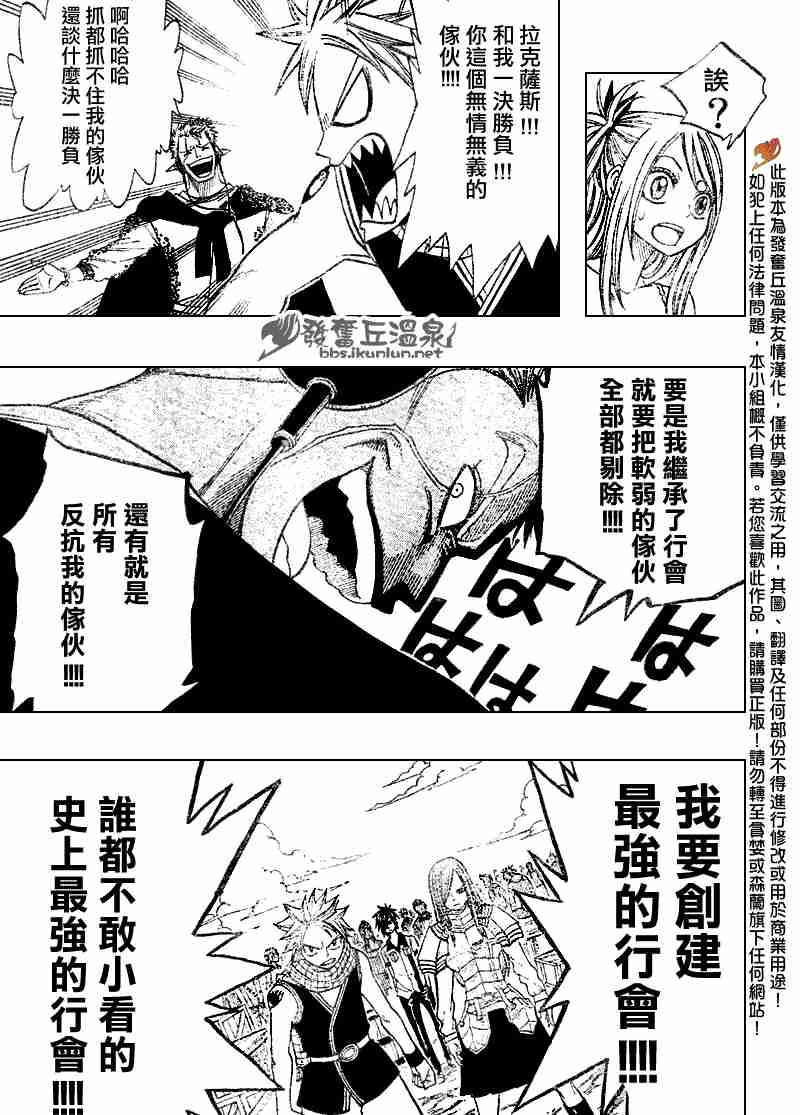 誒？
拉克薩斯!!!
和我一決勝負!!!
你這個無情無義的
傢伙!!!!
啊哈哈哈
抓都抓不住我的傢伙
還談什麼決一勝負
發奮丘溫泉
bbs.ikunlun.net
要是我繼承了行會
就要把軟弱的傢伙
全部都剔除!!!!
はははははは
還有就是
所有
反抗我的傢伙!!!!
我要創建
最強的行會!!!!
誰都不敢小看的
史上最強的行會!!!!
此版本為發奮丘溫泉友情漢化，僅供學習交流之用，其圖、翻譯及任何部份不得進行修改或用於商業用途！
如犯上任何法律問題，本小組概不負責。若您喜歡此作品，請購買正版！請勿轉至貪婪或森蘭旗下任何網站！